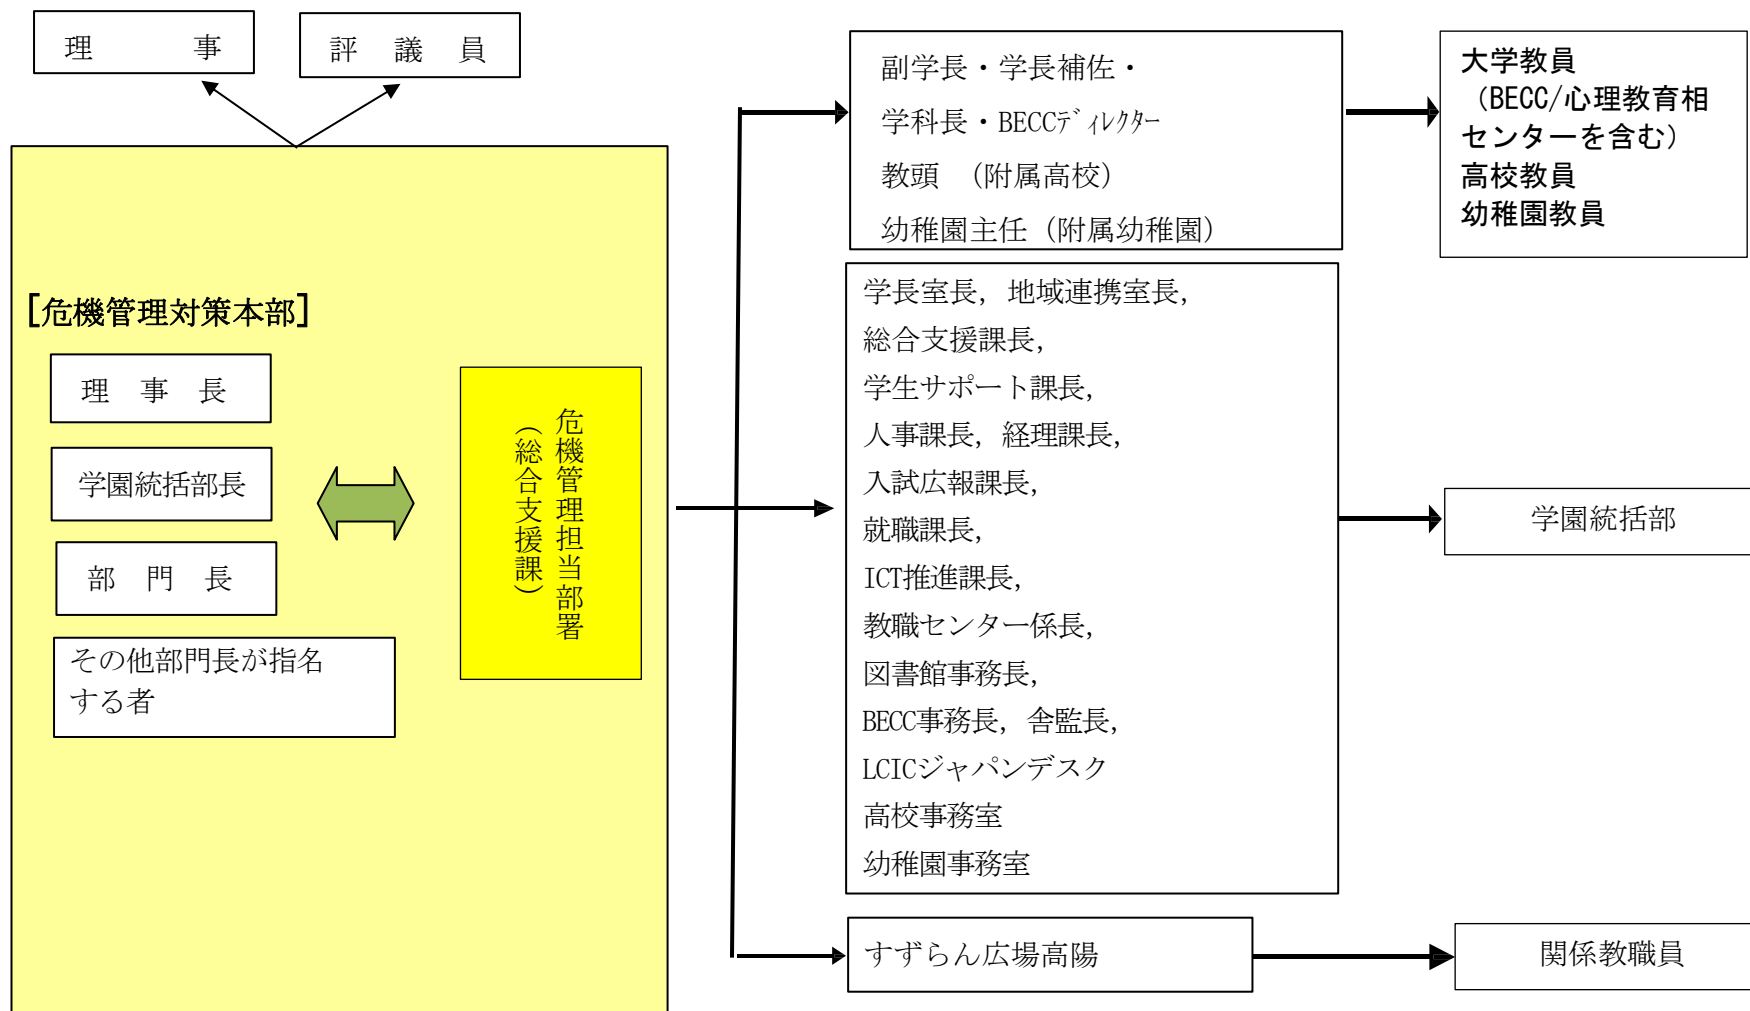 理　事
評　議　員
[危機管理対策本部]
理　事　長
学園統括部長
部　門　長
その他部門長が指名
する者
危機管理担当部署
（総合支援課）
副学長・学長補佐・
学科長・BECCﾃﾞｨﾚｸﾀｰ
教頭　（附属高校）
幼稚園主任（附属幼稚園）
大学教員
（BECC/心理教育相
センターを含む）
高校教員
幼稚園教員
学長室長，地域連携室長，
総合支援課長，
学生サポート課長，
人事課長，経理課長，
入試広報課長，
就職課長，
ICT推進課長，
教職センター係長，
図書館事務長，
BECC事務長，舎監長，
LCICジャパンデスク
高校事務室
幼稚園事務室
学園統括部
すずらん広場高陽
関係教職員